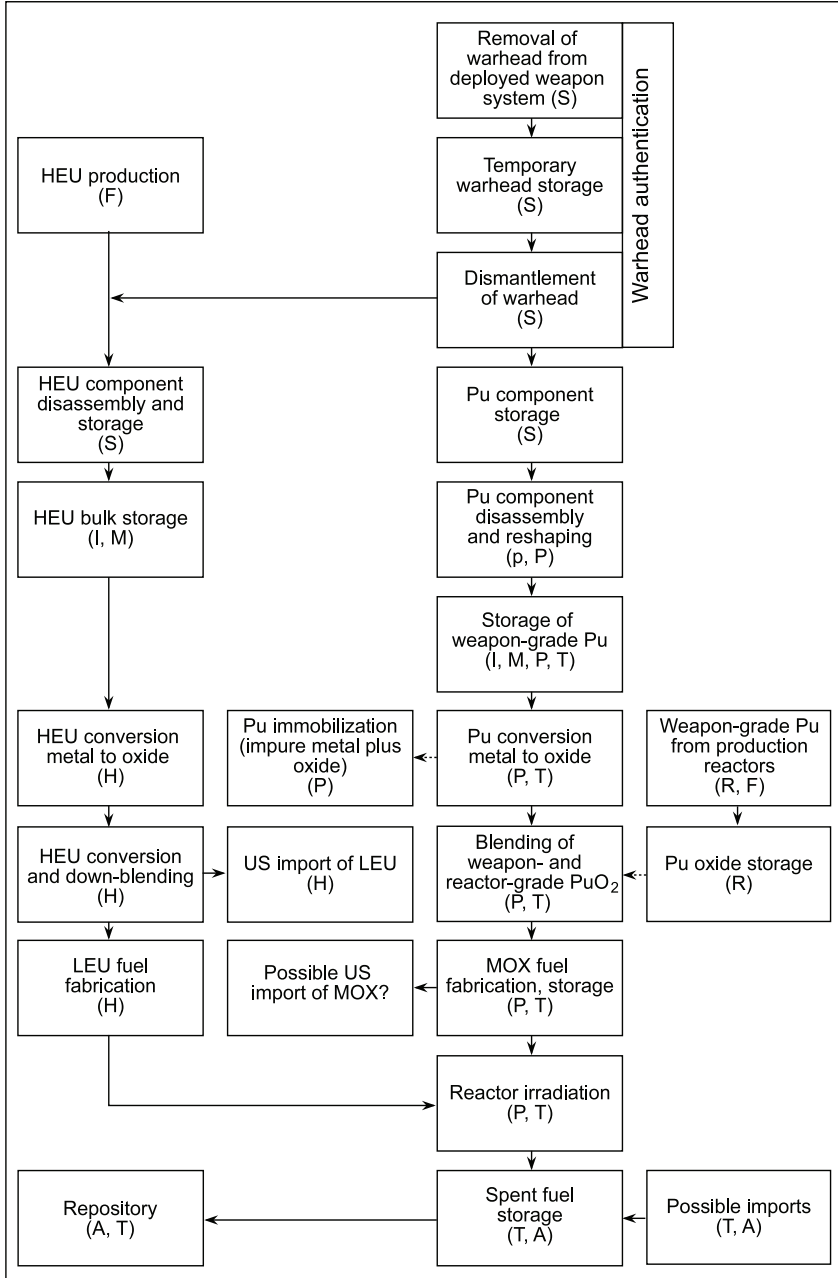 Removal of
warhead from
deployed weapon
system (S)
Warhead authentication
HEU production
(F)
Temporary
warhead storage
(S)
Dismantlement
of warhead
(S)
HEU component
disassembly and
storage
(S)
Pu component
storage
(S)
HEU bulk storage
(I, M)
Pu component
disassembly
and reshaping
(p, P)
Storage of
weapon-grade Pu
(I, M, P, T)
HEU conversion
metal to oxide
(H)
Pu immobilization
(impure metal plus
oxide)
(P)
Pu conversion
metal to oxide
(P, T)
Weapon-grade Pu
from production
reactors
(R, F)
HEU conversion
and down-blending
(H)
US import of LEU
(H)
Blending of
weapon- and
reactor-grade PuO₂
(P, T)
Pu oxide storage
(R)
LEU fuel
fabrication
(H)
Possible US
import of MOX?
MOX fuel
fabrication, storage
(P, T)
Reactor irradiation
(P, T)
Repository
(A, T)
Spent fuel
storage
(T, A)
Possible imports
(T, A)